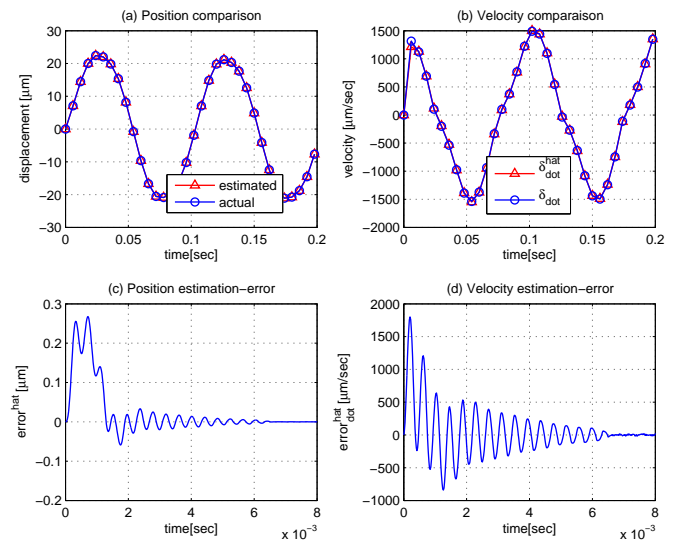 (a) Position comparison
displacement [µm]
30
20
10
0
−10
−20
−30
estimated
actual
0
0.05
0.1
0.15
0.2
time[sec]
(b) Velocity comparaison
velocity [µm/sec]
1500
1000
500
0
−500
−1000
−1500
−2000
δ^hat_dot
δ_dot
0
0.05
0.1
0.15
0.2
time[sec]
(c) Position estimation−error
error^hat [µm]
0.3
0.2
0.1
0
−0.1
−0.2
0
2
4
6
8
time[sec]
x 10^−3
(d) Velocity estimation−error
error^hat_dot [µm/sec]
2000
1500
1000
500
0
−500
−1000
0
2
4
6
8
time[sec]
x 10^−3